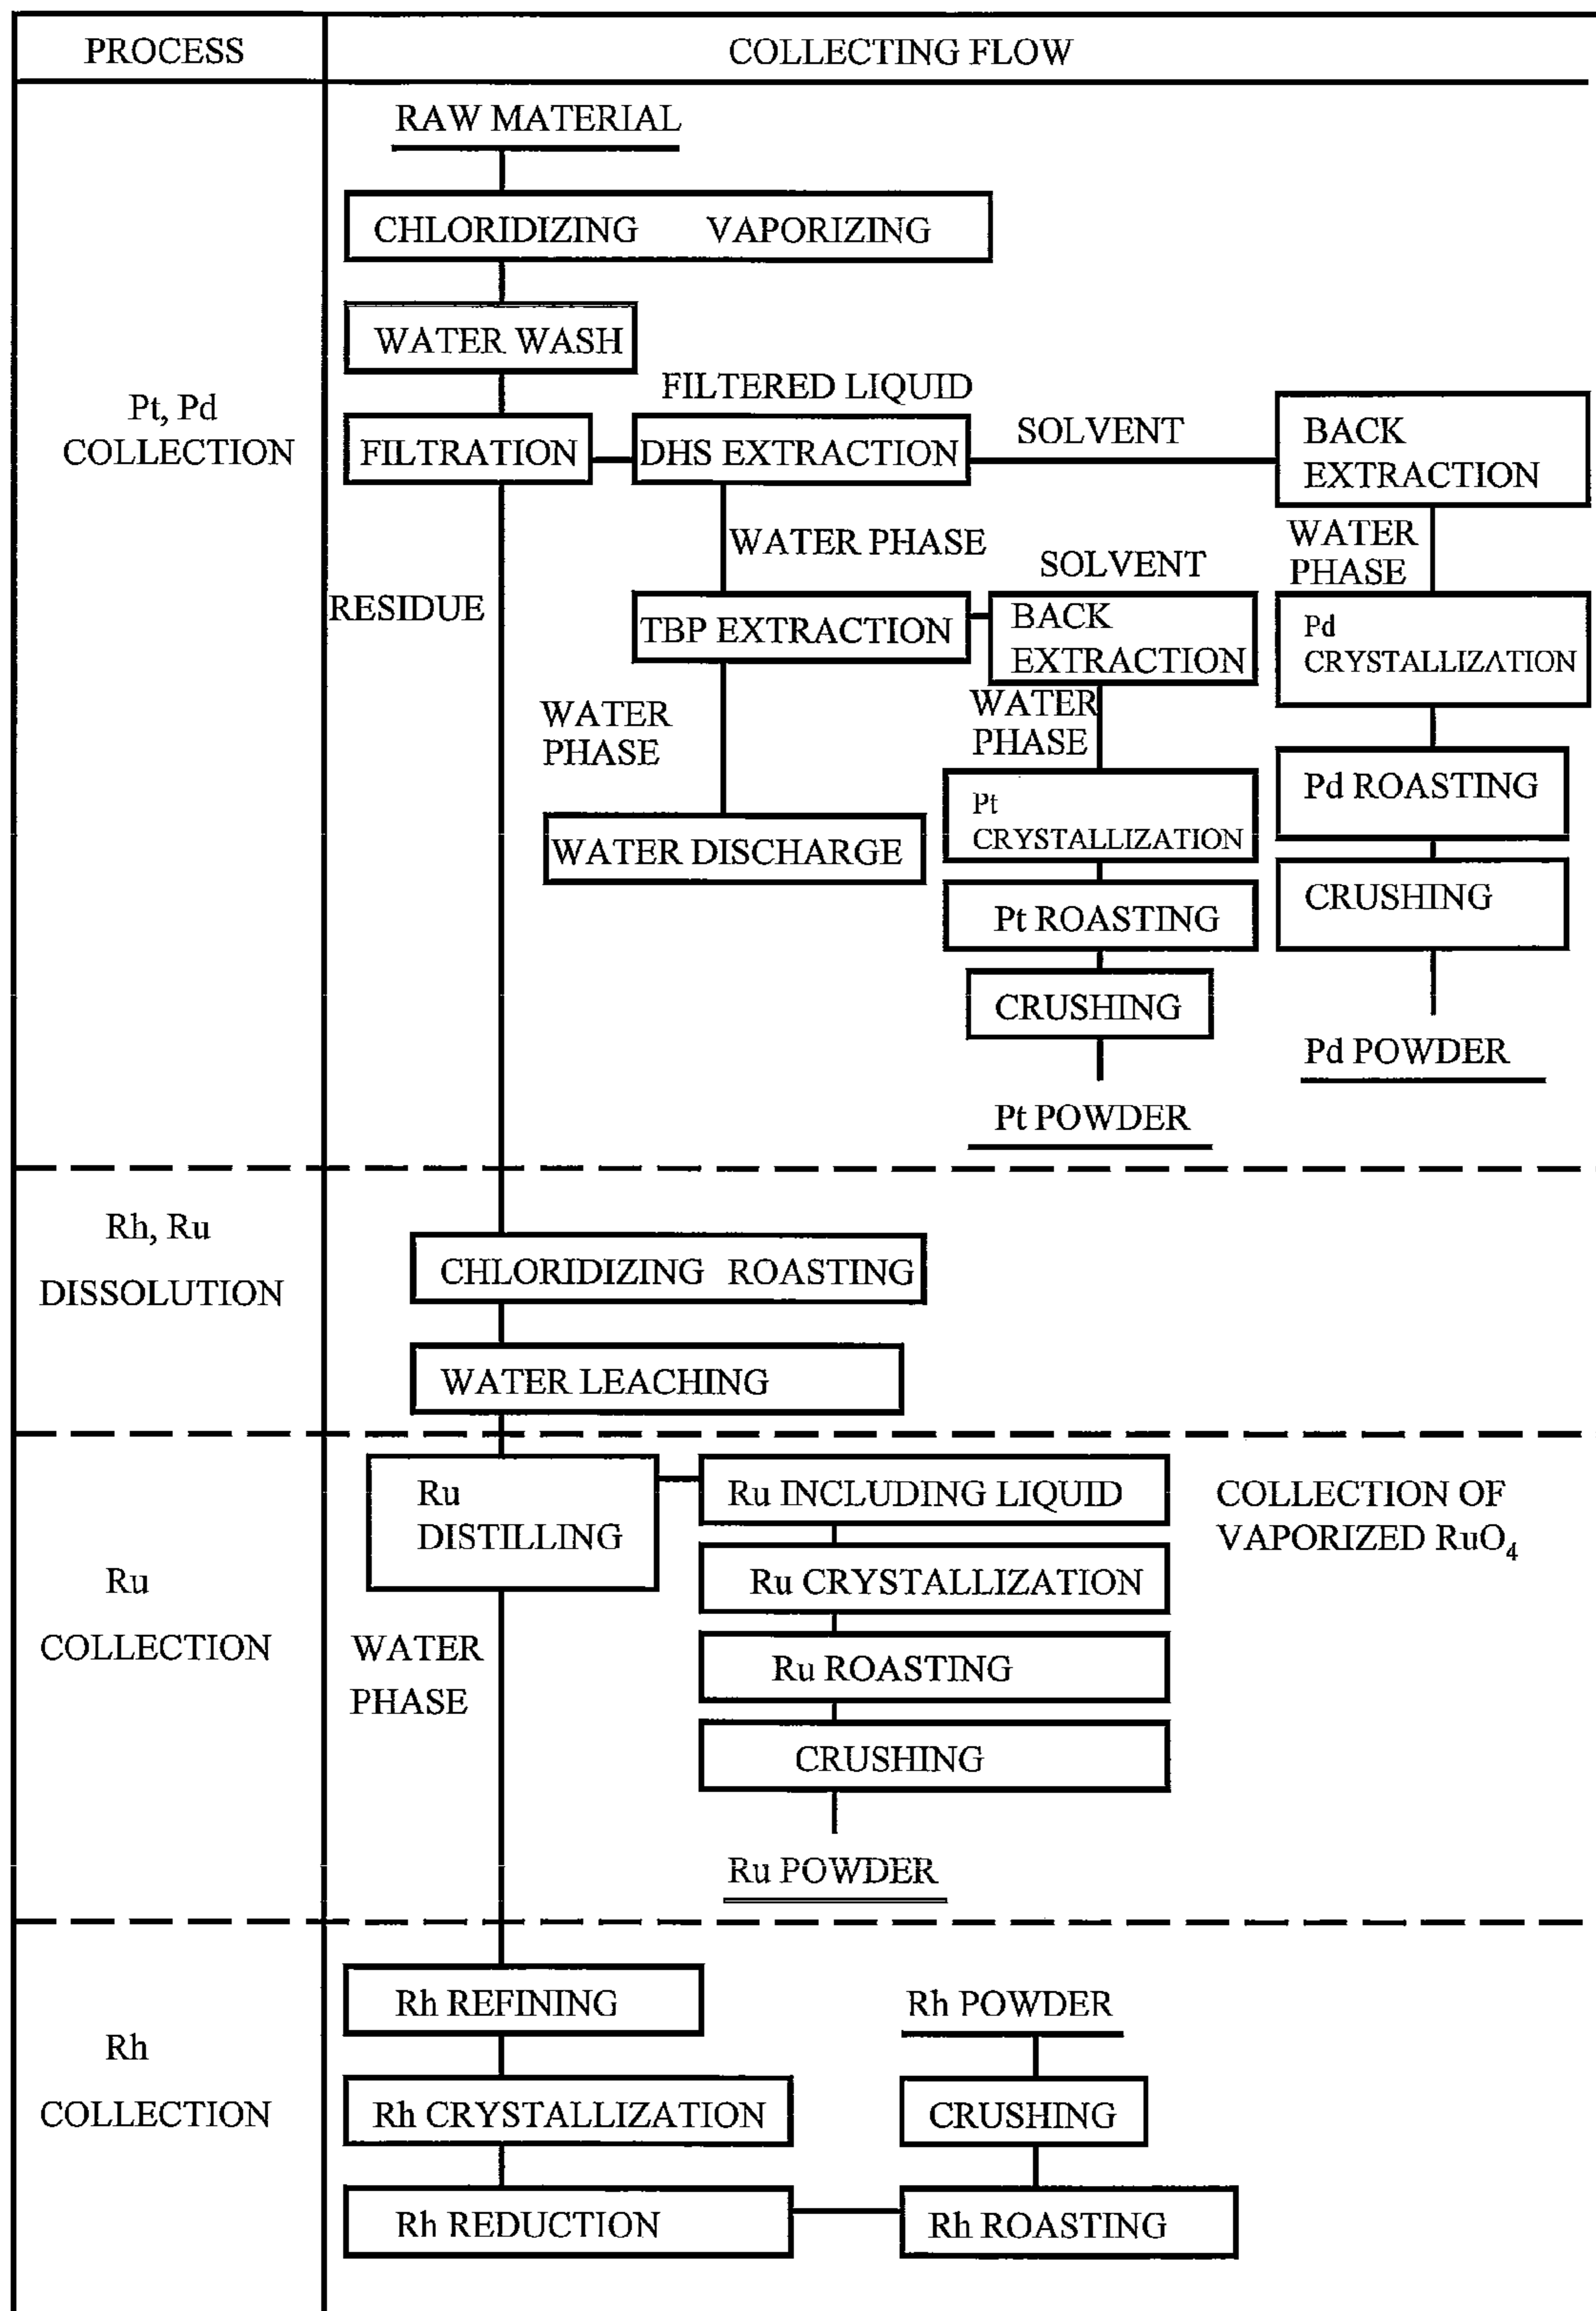 PROCESS
COLLECTING FLOW
RAW MATERIAL
CHLORIDIZING VAPORIZING
WATER WASH
Pt, Pd
COLLECTION
FILTRATION
FILTERED LIQUID
DHS EXTRACTION
SOLVENT
BACK
EXTRACTION
WATER PHASE
WATER
PHASE
RESIDUE
TBP EXTRACTION
SOLVENT
BACK
EXTRACTION
Pd
CRYSTALLIZATION
WATER
PHASE
WATER
PHASE
Pd ROASTING
WATER DISCHARGE
Pt
CRYSTALLIZATION
CRUSHING
Pt ROASTING
CRUSHING
Pd POWDER
Pt POWDER
Rh, Ru
DISSOLUTION
CHLORIDIZING ROASTING
WATER LEACHING
Ru
COLLECTION
Ru
DISTILLING
Ru INCLUDING LIQUID
COLLECTION OF
VAPORIZED RuO₄
Ru CRYSTALLIZATION
WATER
PHASE
Ru ROASTING
CRUSHING
Ru POWDER
Rh
COLLECTION
Rh REFINING
Rh POWDER
Rh CRYSTALLIZATION
CRUSHING
Rh REDUCTION
Rh ROASTING